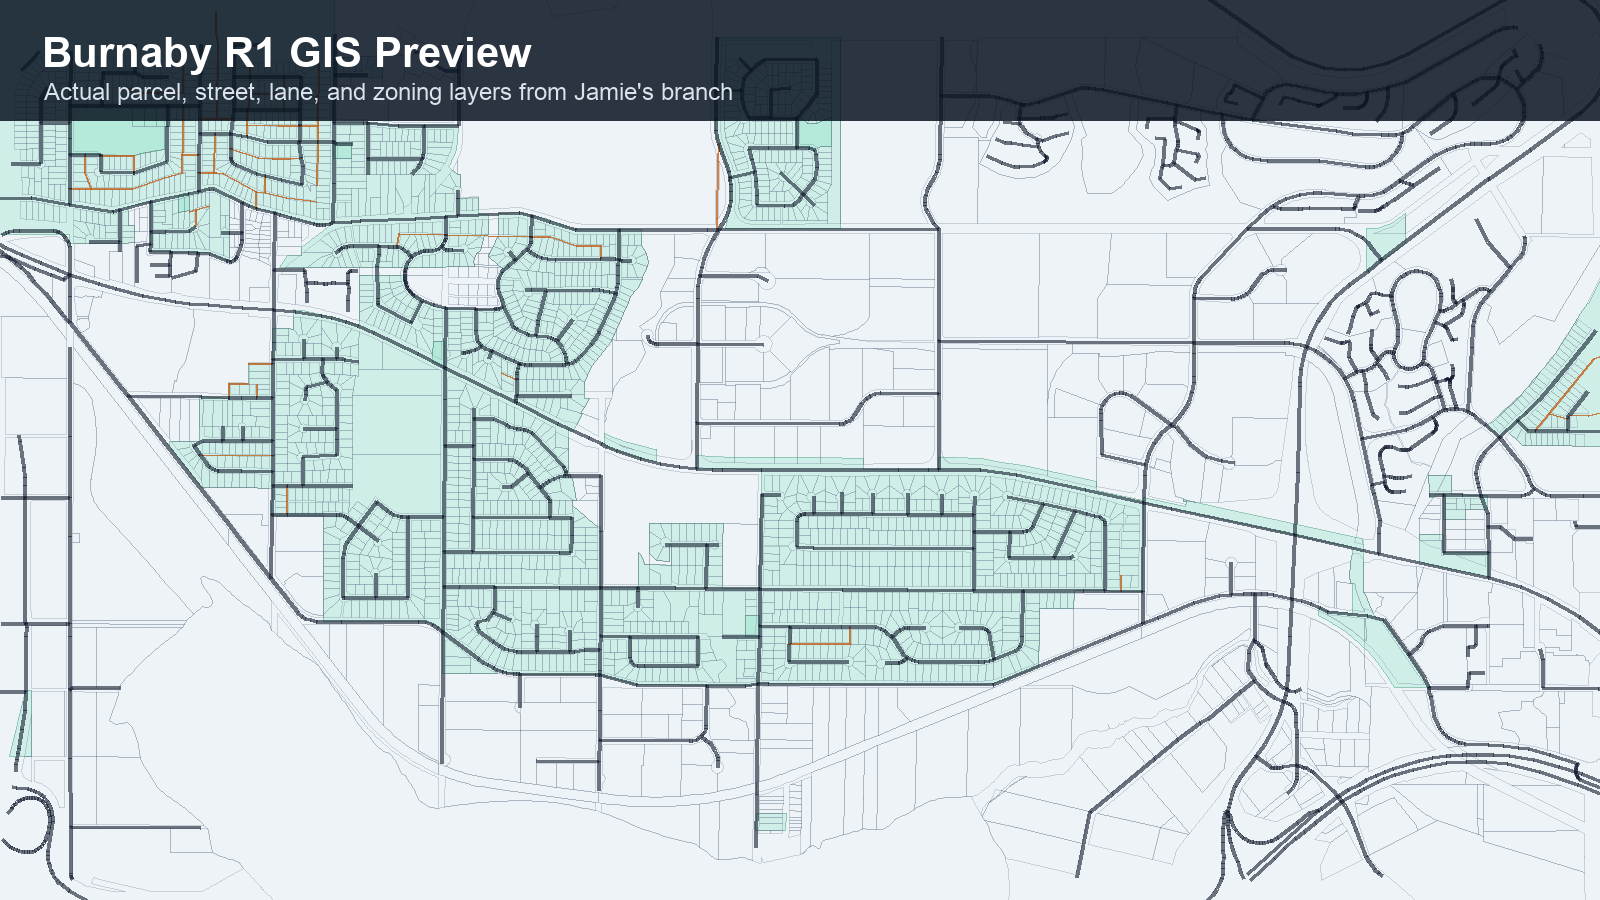 Burnaby R1 GIS Preview
Actual parcel, street, lane, and zoning layers from Jamie's branch